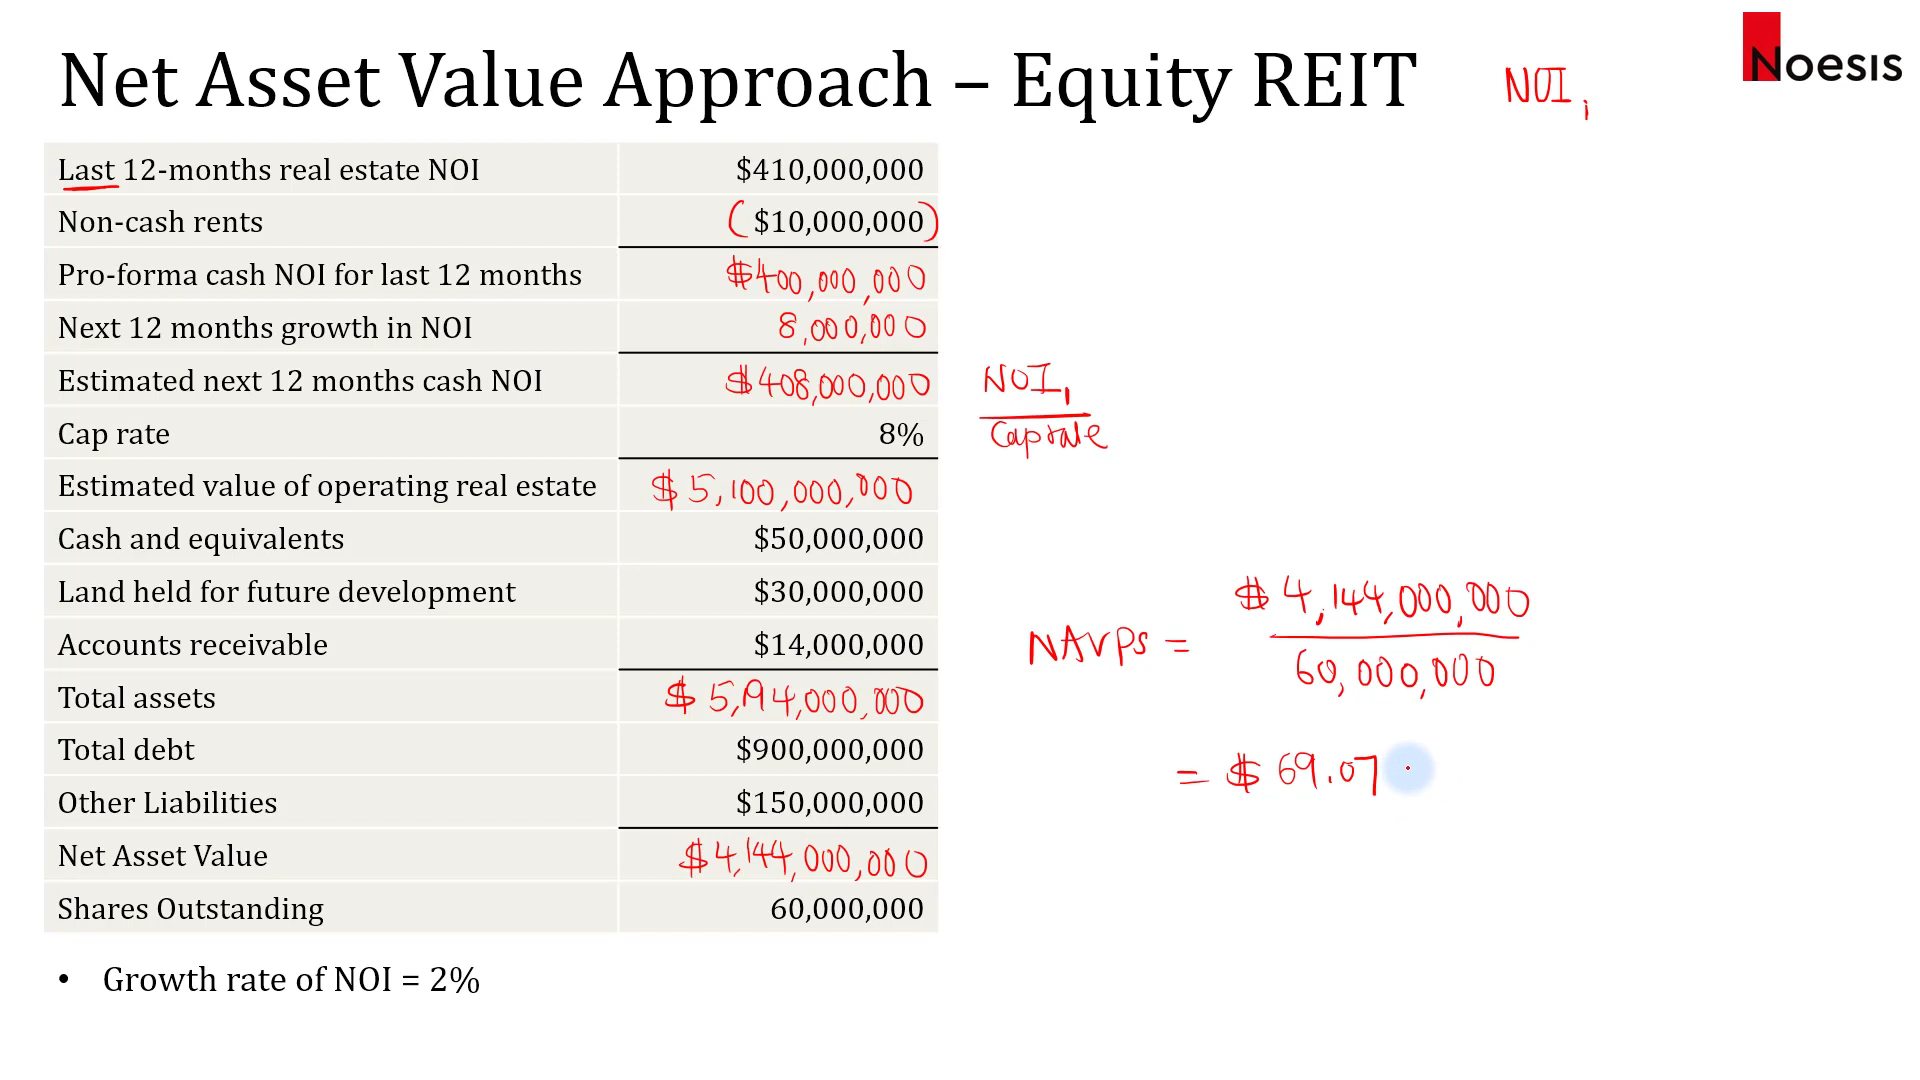 Net Asset Value Approach – Equity REIT
NOI₁
Noesis
Last 12-months real estate NOI $410,000,000
Non-cash rents ($10,000,000)
Pro-forma cash NOI for last 12 months $400,000,000
Next 12 months growth in NOI 8,000,000
Estimated next 12 months cash NOI $408,000,000
NOI₁
Cap rate 8%
Cap rate
Estimated value of operating real estate $5,100,000,000
Cash and equivalents $50,000,000
Land held for future development $30,000,000
Accounts receivable $14,000,000
Total assets $5,194,000,000
Total debt $900,000,000
Other Liabilities $150,000,000
Net Asset Value $4,144,000,000
Shares Outstanding 60,000,000
$4,144,000,000
NAVPS =
60,000,000
= $69.07
• Growth rate of NOI = 2%